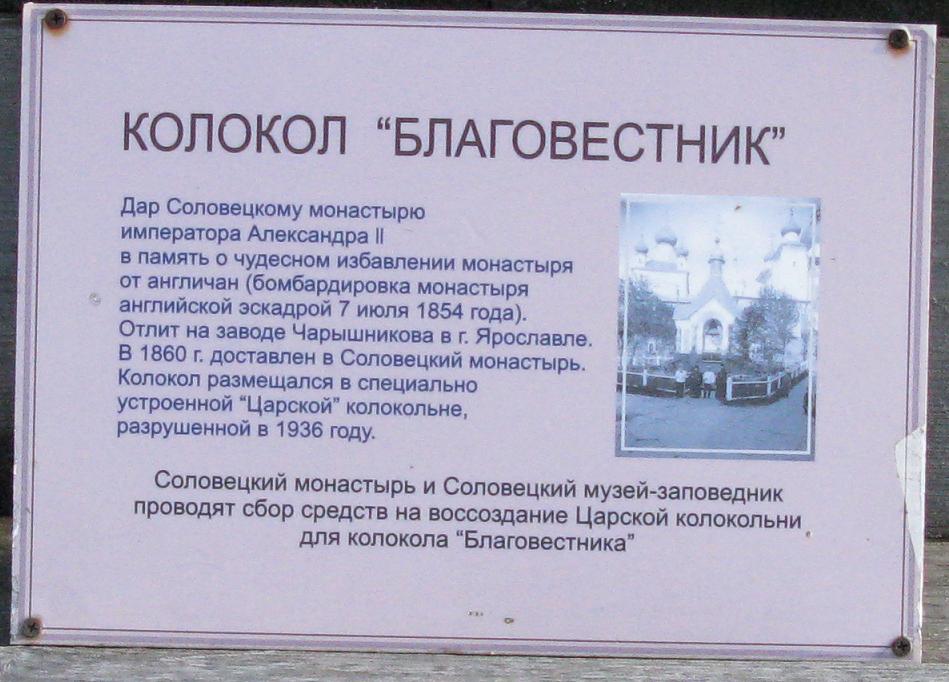 КОЛОКОЛ “БЛАГОВЕСТНИК”
Дар Соловецкому монастырю
императора Александра II
в память о чудесном избавлении монастыря
от англичан (бомбардировка монастыря
английской эскадрой 7 июля 1854 года).
Отлит на заводе Чарышникова в г. Ярославле.
В 1860 г. доставлен в Соловецкий монастырь.
Колокол размещался в специально
устроенной “Царской” колокольне,
разрушенной в 1936 году.
Соловецкий монастырь и Соловецкий музей-заповедник
проводят сбор средств на воссоздание Царской колокольни
для колокола “Благовестника”